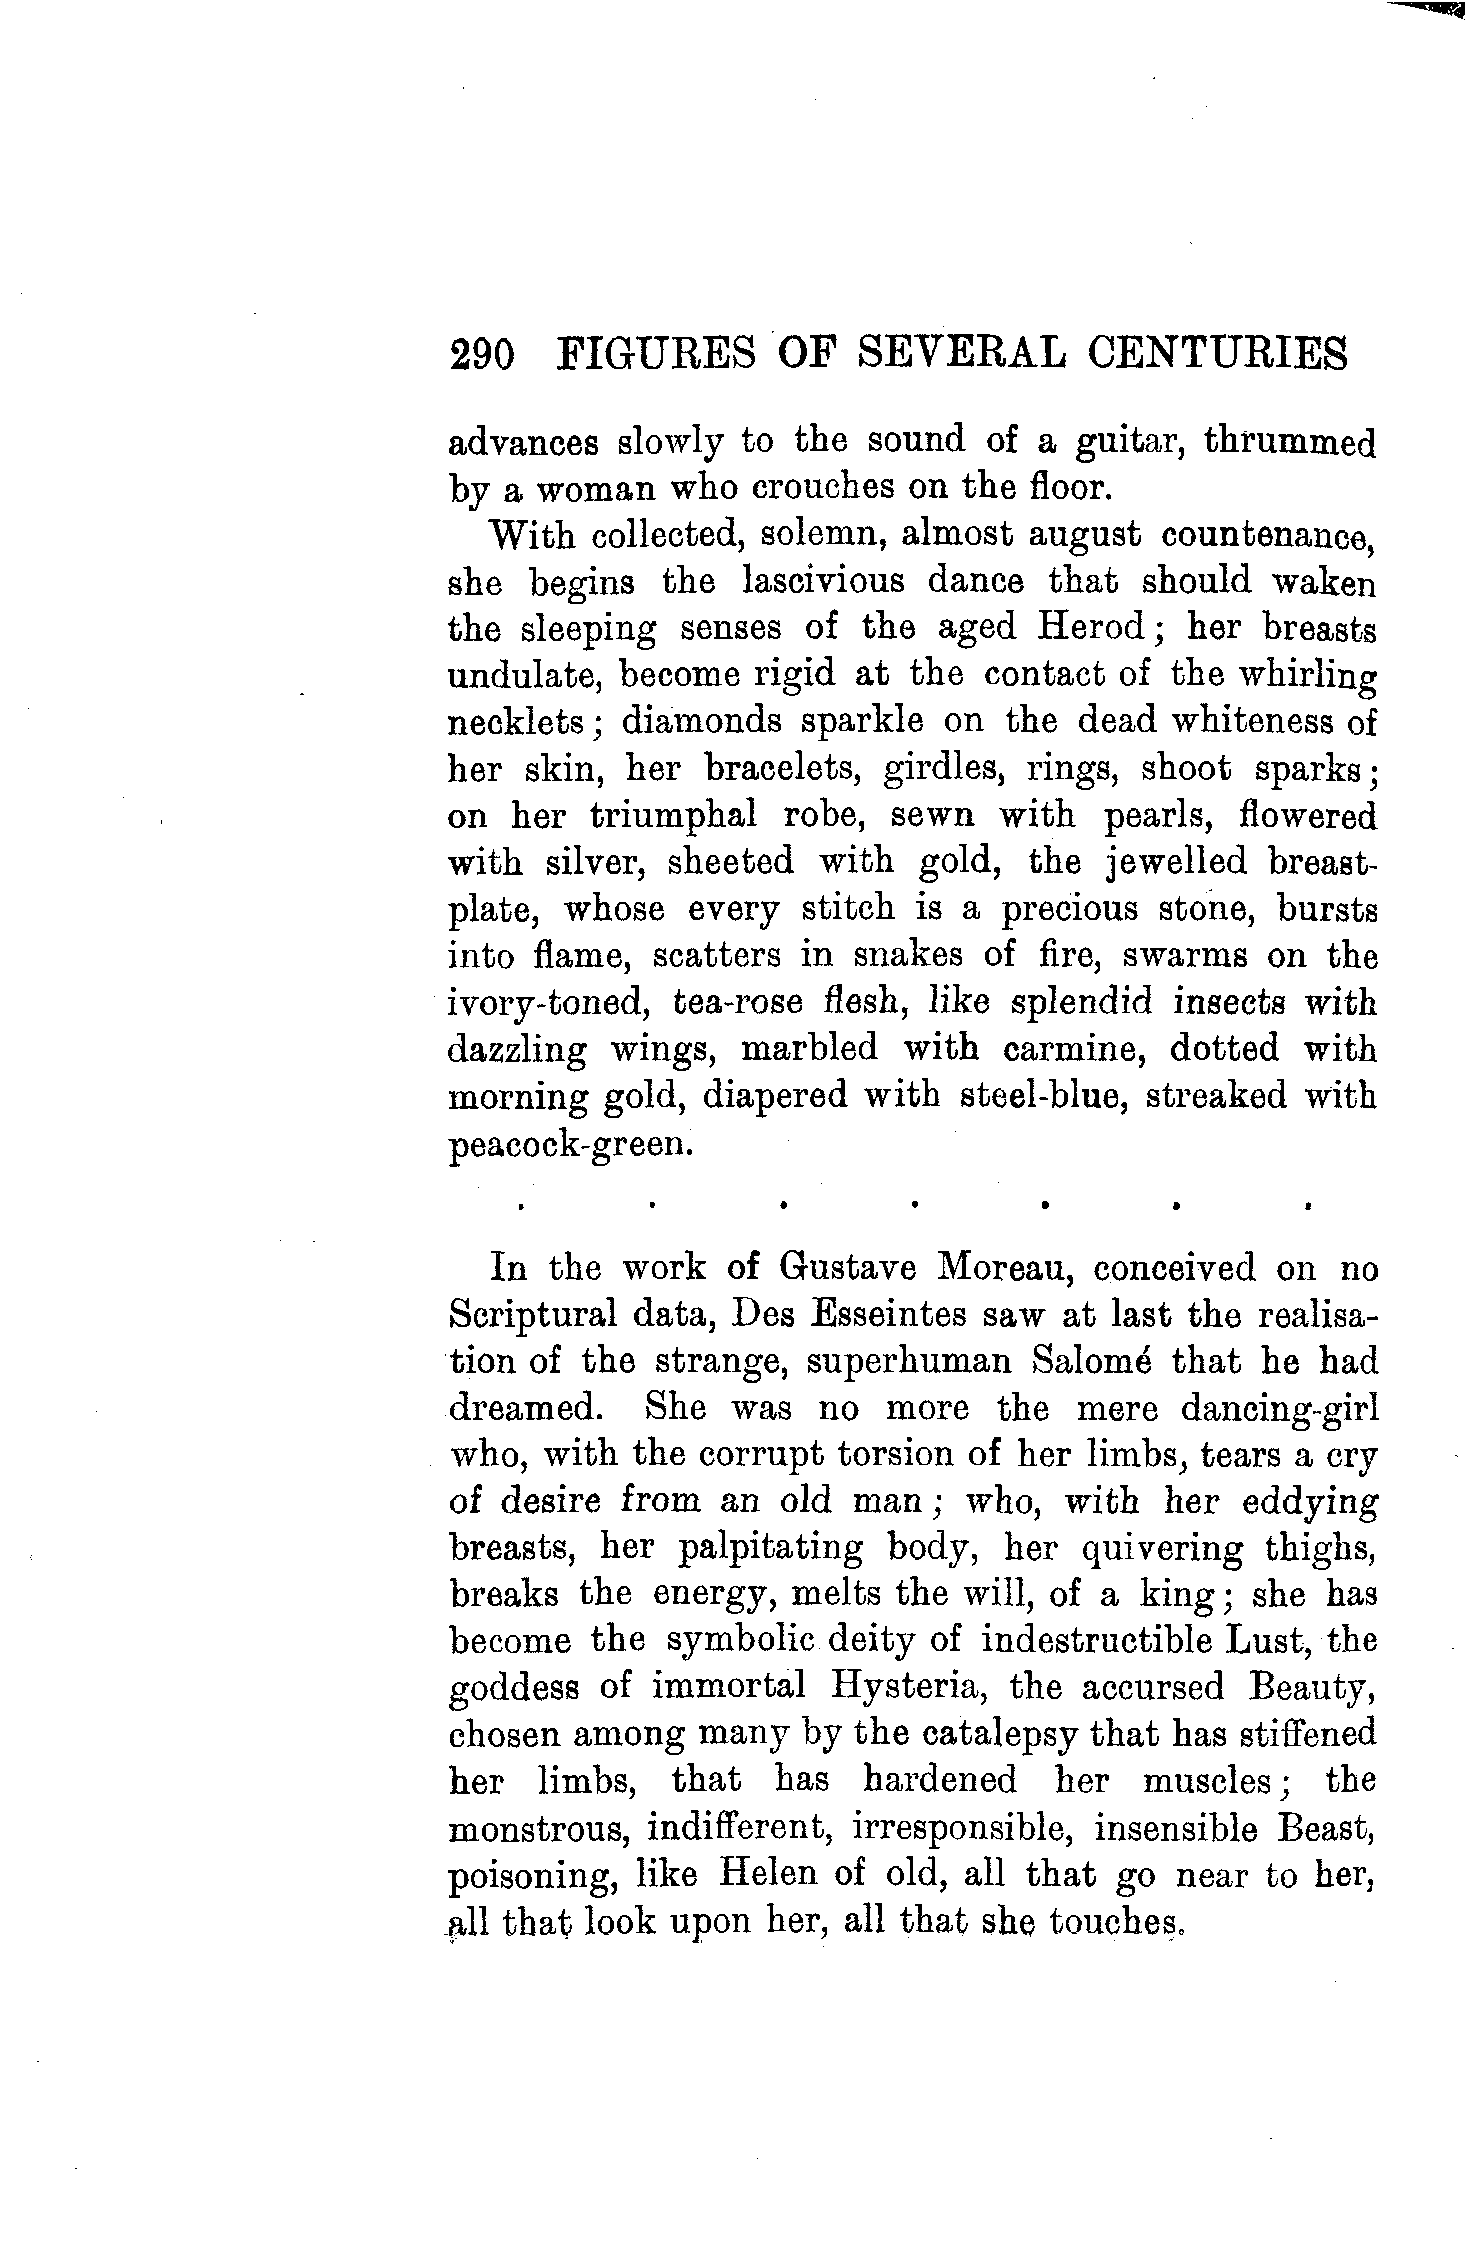 290 FIGURES OF SEVERAL CENTURIES
advances slowly to the sound of a guitar, thrummed
by a woman who crouches on the floor.
With collected, solemn, almost august countenance,
she begins the lascivious dance that should waken
the sleeping senses of the aged Herod; her breasts
undulate, become rigid at the contact of the whirling
necklets; diamonds sparkle on the dead whiteness of
her skin, her bracelets, girdles, rings, shoot sparks;
on her triumphal robe, sewn with pearls, flowered
with silver, sheeted with gold, the jewelled breast-
plate, whose every stitch is a precious stone, bursts
into flame, scatters in snakes of fire, swarms on the
ivory-toned, tea-rose flesh, like splendid insects with
dazzling wings, marbled with carmine, dotted with
morning gold, diapered with steel-blue, streaked with
peacock-green.
. . . . . . .
In the work of Gustave Moreau, conceived on no
Scriptural data, Des Esseintes saw at last the realisa-
tion of the strange, superhuman Salomé that he had
dreamed. She was no more the mere dancing-girl
who, with the corrupt torsion of her limbs, tears a cry
of desire from an old man; who, with her eddying
breasts, her palpitating body, her quivering thighs,
breaks the energy, melts the will, of a king; she has
become the symbolic deity of indestructible Lust, the
goddess of immortal Hysteria, the accursed Beauty,
chosen among many by the catalepsy that has stiffened
her limbs, that has hardened her muscles; the
monstrous, indifferent, irresponsible, insensible Beast,
poisoning, like Helen of old, all that go near to her,
all that look upon her, all that she touches.